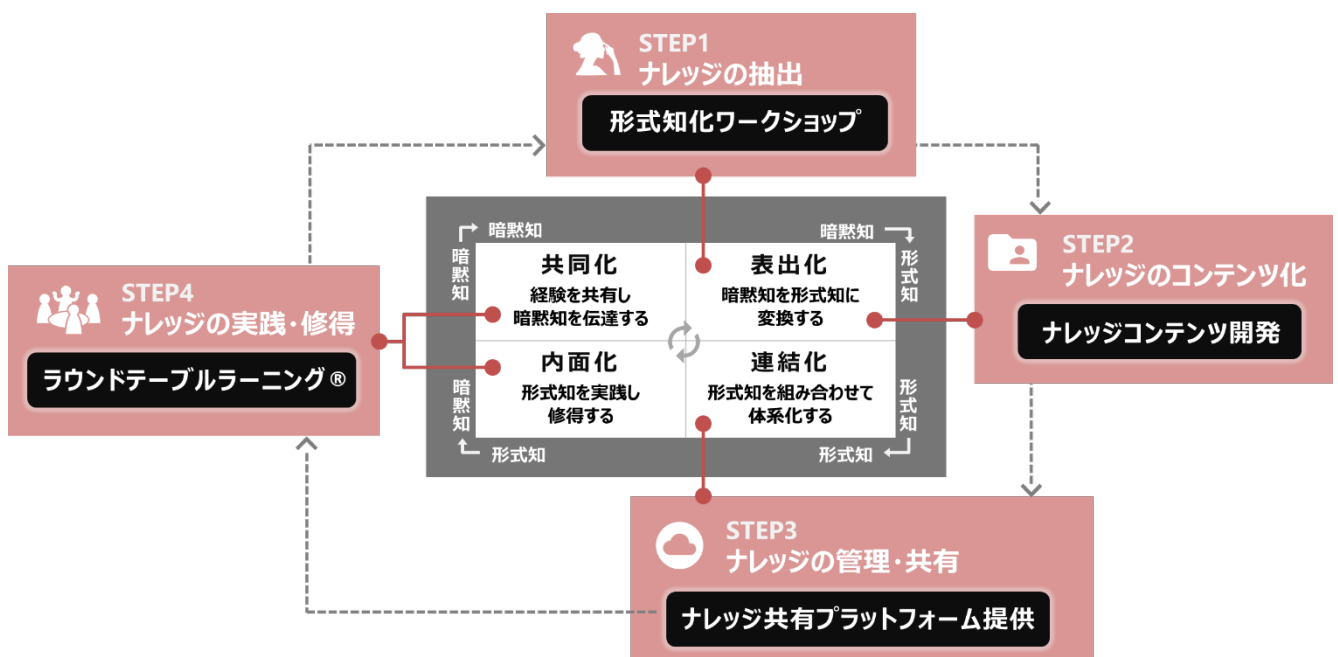 STEP1
ナレッジの抽出
形式知化ワークショップ
STEP2
ナレッジのコンテンツ化
ナレッジコンテンツ開発
STEP3
ナレッジの管理・共有
ナレッジ共有プラットフォーム提供
STEP4
ナレッジの実践・修得
ラウンドテーブルラーニング®
暗黙知
暗黙知
共同化
経験を共有し
暗黙知を伝達する
暗黙知
形式知
表出化
暗黙知を形式知に
変換する
暗黙知
形式知
内面化
形式知を実践し
修得する
形式知
形式知
連結化
形式知を組み合わせて
体系化する